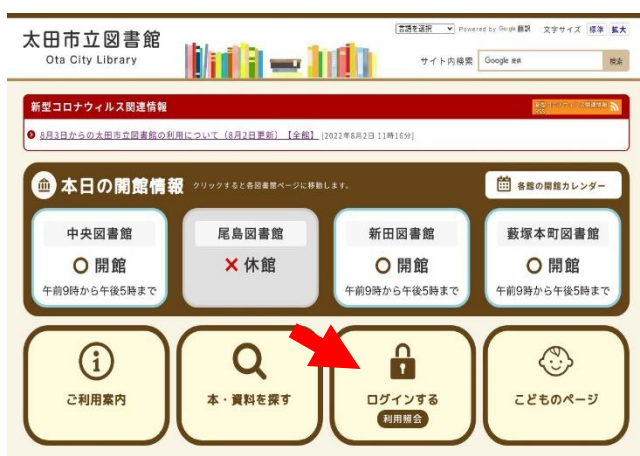 太田市立図書館
Ota City Library
言語を選択 Powered by Google 翻訳 文字サイズ 標準 拡大
サイト内検索 Google 検索
新型コロナウィルス関連情報
8月3日からの太田市立図書館の利用について（8月2日更新）【全館】 [2022年8月2日 11時16分]
本日の開館情報 クリックすると各図書館ページに移動します。 各館の開館カレンダー
中央図書館 尾島図書館 新田図書館 藪塚本町図書館
開館 休館 開館 開館
午前9時から午後5時まで 午前9時から午後5時まで 午前9時から午後5時まで
ご利用案内 本・資料を探す ログインする こどものページ
利用照会